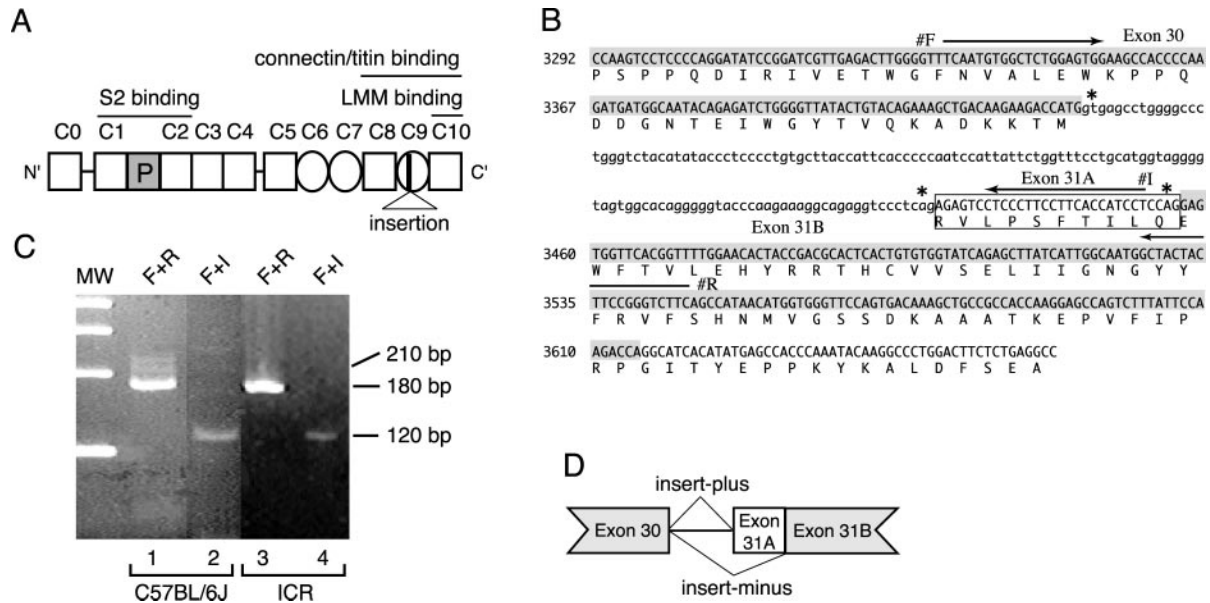 A
connectin/titin binding
S2 binding
LMM binding
C0 C1 C2 C3 C4 C5 C6 C7 C8 C9 C10
N' P C'
insertion
B
#F Exon 30
3292 CCAAGTCCTCCCCAGGATATCCGGATCGTTGAGACTTGGGGTTTCAATGTGGCTCTGGAGTGGAAGCCACCCCAA
P S P P Q D I R I V E T W G F N V A L E W K P P Q
*
3367 GATGATGGCAATACAGAGATCTGGGGTTATACTGTACAGAAAGCTGACAAGAAGACCATGgtgagcctggggccc
D D G N T E I W G Y T V Q K A D K K T M
tgggtctacatataccctccccctgtgcttaccattcacccccaatccattattctggtttcctgcatggtaggggg
* Exon 31A #I *
tagtggcacagggggtacccaagaaaggcagaggtccctcagAGAGTCCTCCCTTCCTTCACCATCCTCCAGGAG
R V L P S F T I L Q E
Exon 31B
3460 TGGTTCACGGTTTTGGAACACTACCGACGCACTCACTGTGTGGTATCAGAGCTTATCATTGGCAATGGCTACTAC
W F T V L E H Y R R T H C V V S E L I I G N G Y Y
#R
3535 TTCCGGGTCTTCAGCCATAACATGGTGGGTTCCAGTGACAAAGCTGCCGCCACCAAGGAGCCAGTCTTTATTCCA
F R V F S H N M V G S S D K A A A T K E P V F I P
3610 AGACCAGGCATCACATATGAGCCACCCAAATACAAGGCCCTGGACTTCTCTGAGGCC
R P G I T Y E P P K Y K A L D F S E A
C
MW F+R F+I F+R F+I
210 bp
180 bp
120 bp
1 2 3 4
C57BL/6J ICR
D
insert-plus
Exon 30 Exon 31A Exon 31B
insert-minus